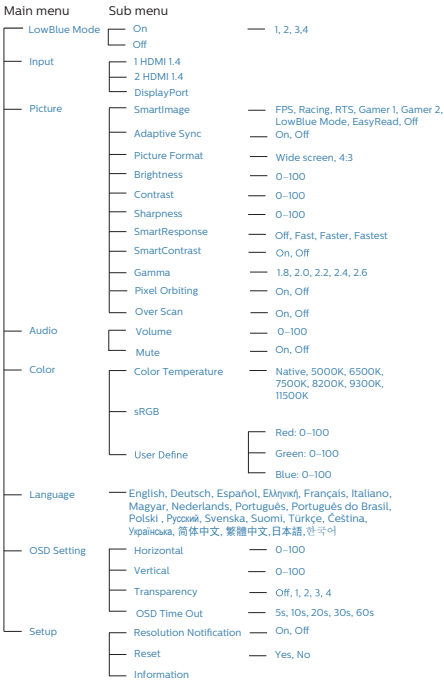 Main menu Sub menu
LowBlue Mode On 1, 2, 3,4
Off
Input 1 HDMI 1.4
2 HDMI 1.4
DisplayPort
Picture SmartImage FPS, Racing, RTS, Gamer 1, Gamer 2,
LowBlue Mode, EasyRead, Off
Adaptive Sync On, Off
Picture Format Wide screen, 4:3
Brightness 0–100
Contrast 0–100
Sharpness 0–100
SmartResponse Off, Fast, Faster, Fastest
SmartContrast On, Off
Gamma 1.8, 2.0, 2.2, 2.4, 2.6
Pixel Orbiting On, Off
Over Scan On, Off
Audio Volume 0–100
Mute On, Off
Color Color Temperature Native, 5000K, 6500K,
7500K, 8200K, 9300K,
11500K
sRGB
Red: 0–100
User Define Green: 0–100
Blue: 0–100
Language English, Deutsch, Español, Ελληνική, Français, Italiano,
Magyar, Nederlands, Português, Português do Brasil,
Polski , Русский, Svenska, Suomi, Türkçe, Čeština,
Українська, 简体中文, 繁體中文,日本語,한국어
OSD Setting Horizontal 0–100
Vertical 0–100
Transparency Off, 1, 2, 3, 4
OSD Time Out 5s, 10s, 20s, 30s, 60s
Setup Resolution Notification On, Off
Reset Yes, No
Information